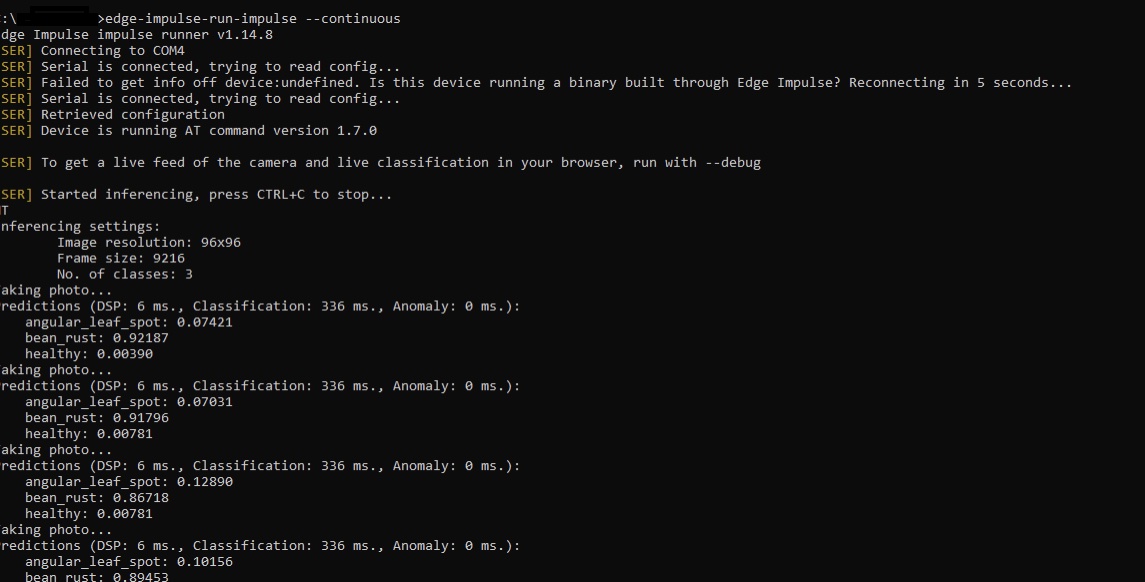 :\ >edge-impulse-run-impulse --continuous
dge Impulse impulse runner v1.14.8
SER] Connecting to COM4
SER] Serial is connected, trying to read config...
SER] Failed to get info off device:undefined. Is this device running a binary built through Edge Impulse? Reconnecting in 5 seconds...
SER] Serial is connected, trying to read config...
SER] Retrieved configuration
SER] Device is running AT command version 1.7.0
SER] To get a live feed of the camera and live classification in your browser, run with --debug
SER] Started inferencing, press CTRL+C to stop...
T
nferencing settings:
Image resolution: 96x96
Frame size: 9216
No. of classes: 3
aking photo...
redictions (DSP: 6 ms., Classification: 336 ms., Anomaly: 0 ms.):
angular_leaf_spot: 0.07421
bean_rust: 0.92187
healthy: 0.00390
aking photo...
redictions (DSP: 6 ms., Classification: 336 ms., Anomaly: 0 ms.):
angular_leaf_spot: 0.07031
bean_rust: 0.91796
healthy: 0.00781
aking photo...
redictions (DSP: 6 ms., Classification: 336 ms., Anomaly: 0 ms.):
angular_leaf_spot: 0.12890
bean_rust: 0.86718
healthy: 0.00781
aking photo...
redictions (DSP: 6 ms., Classification: 336 ms., Anomaly: 0 ms.):
angular_leaf_spot: 0.10156
bean_rust: 0.89453